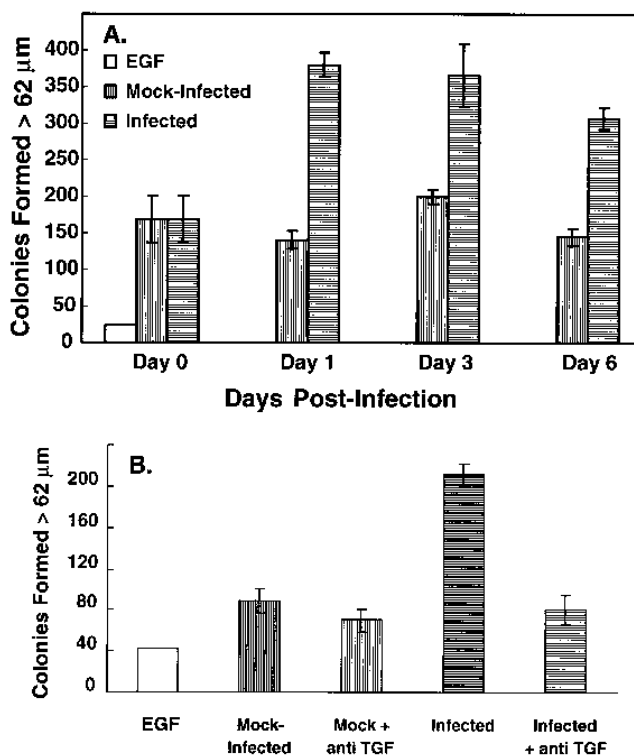 A.
Colonies Formed > 62 μm
400
350
300
250
200
150
100
50
0
EGF
Mock-Infected
Infected
Day 0 Day 1 Day 3 Day 6
Days Post-Infection
B.
Colonies Formed > 62 μm
200
160
120
80
40
0
EGF Mock- Mock + Infected Infected
Infected anti TGF + anti TGF